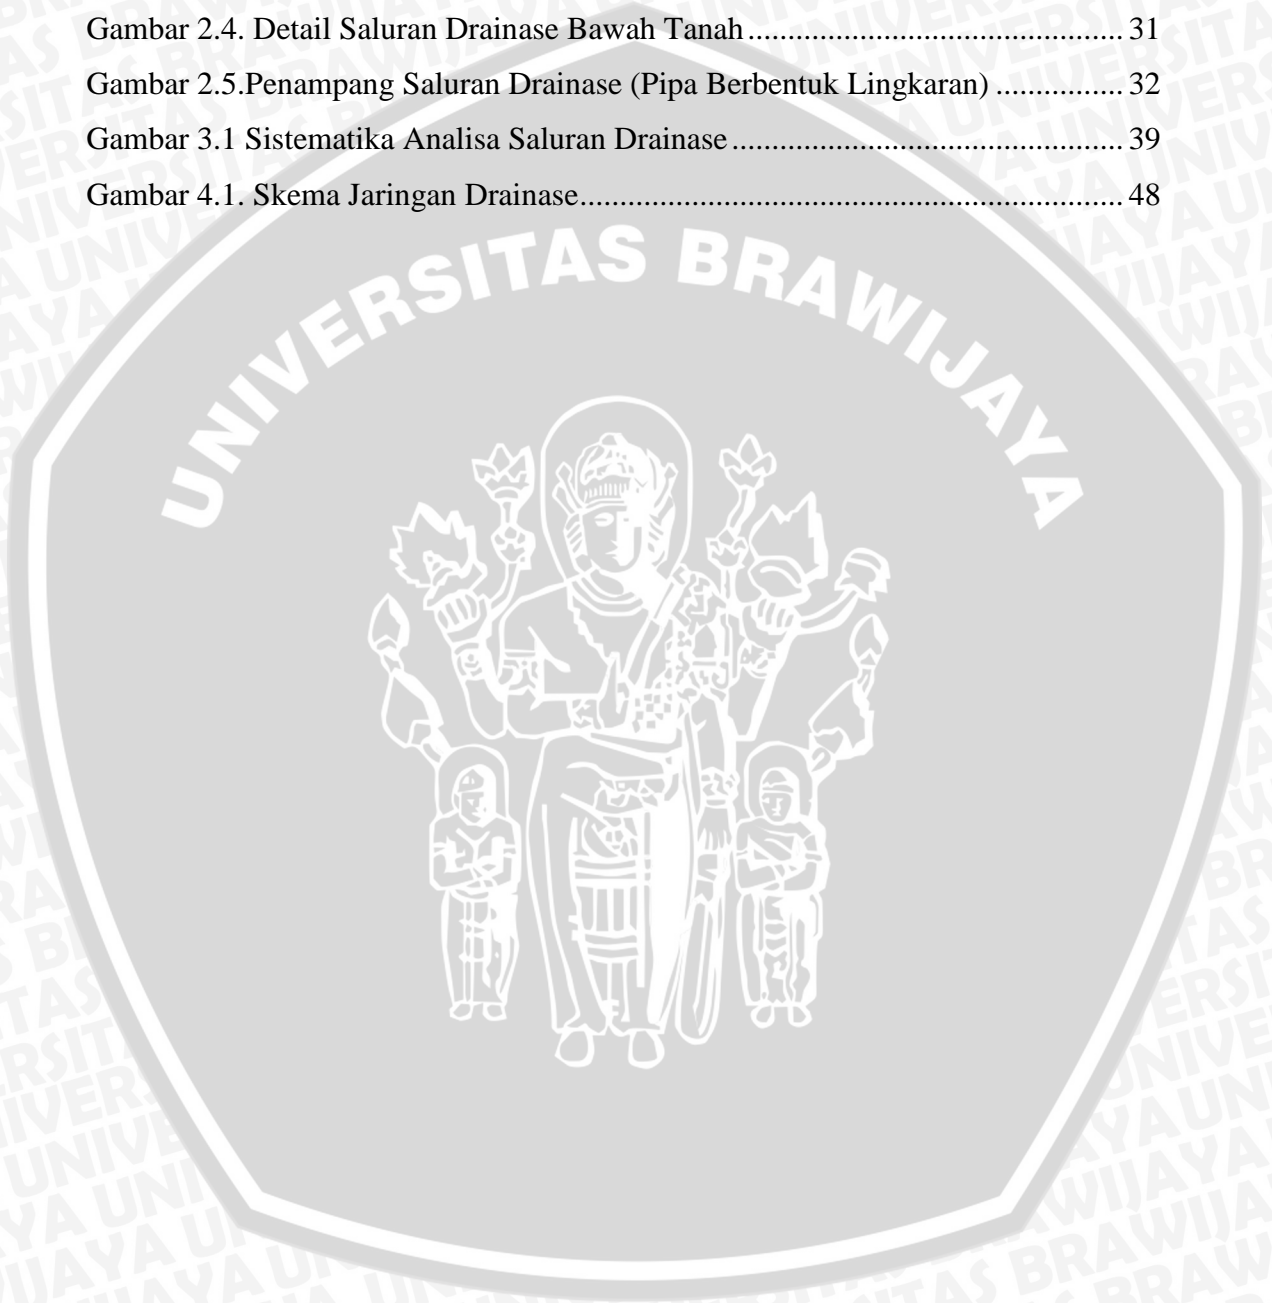 Gambar 2.4. Detail Saluran Drainase Bawah Tanah ............................................... 31
Gambar 2.5.Penampang Saluran Drainase (Pipa Berbentuk Lingkaran) ................ 32
Gambar 3.1 Sistematika Analisa Saluran Drainase ................................................. 39
Gambar 4.1. Skema Jaringan Drainase.................................................................... 48
UNIVERSITAS BRAWIJAYA